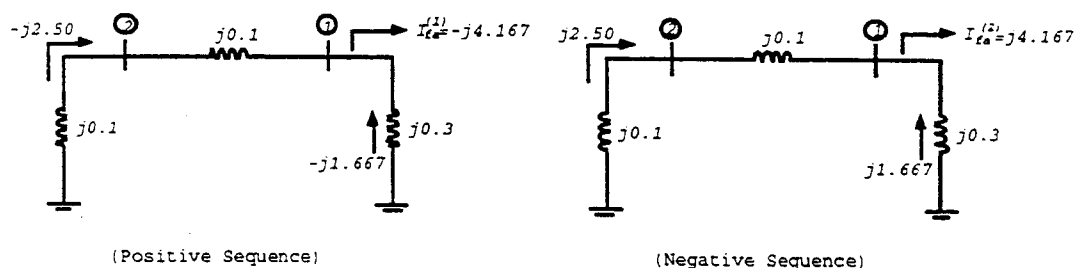 -j2.50
②
j0.1
①
I_fa^(1)=-j4.167
j0.1
-j1.667
j0.3
(Positive Sequence)
j2.50
②
j0.1
①
I_fa^(2)=j4.167
j0.1
j1.667
j0.3
(Negative Sequence)